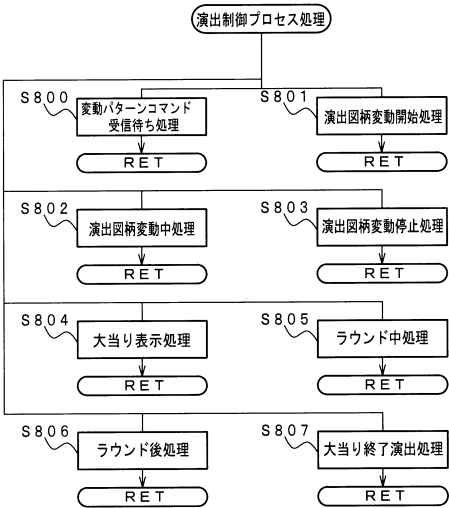 演出制御プロセス処理
S800
変動パターンコマンド
受信待ち処理
RET
S801
演出図柄変動開始処理
RET
S802
演出図柄変動中処理
RET
S803
演出図柄変動停止処理
RET
S804
大当り表示処理
RET
S805
ラウンド中処理
RET
S806
ラウンド後処理
RET
S807
大当り終了演出処理
RET